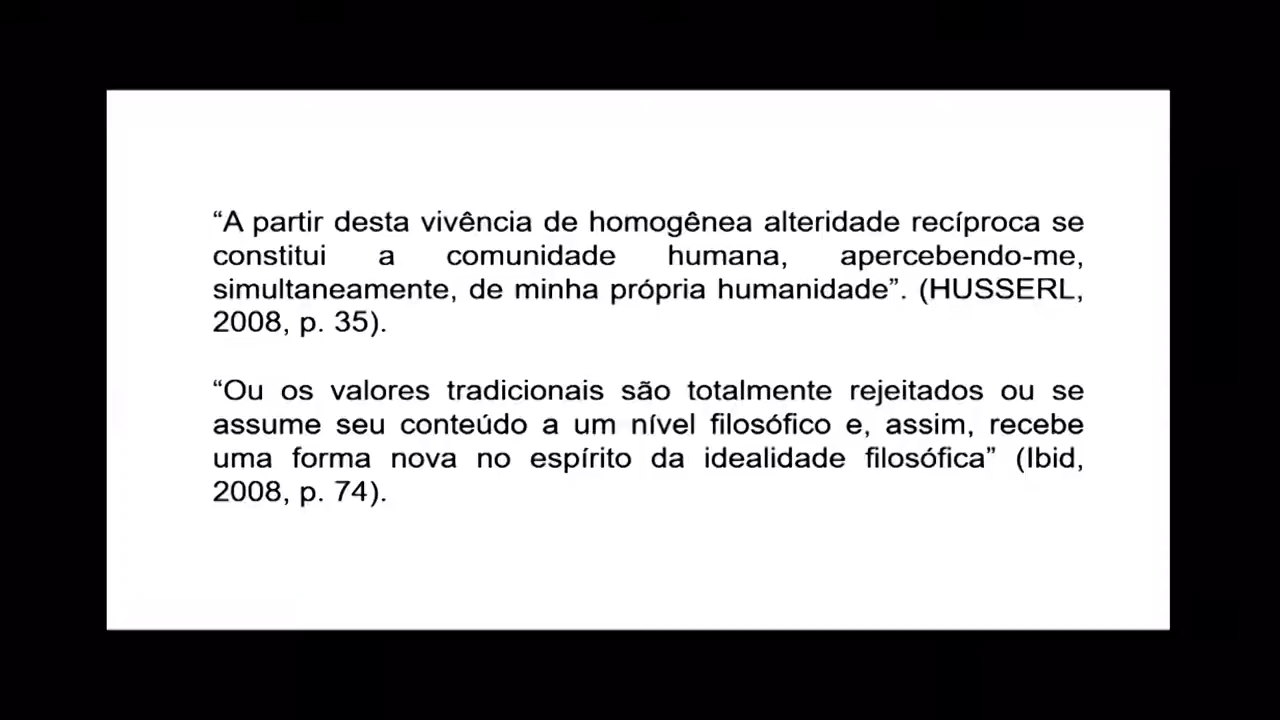 “A partir desta vivência de homogênea alteridade recíproca se
constitui a comunidade humana, apercebendo-me,
simultaneamente, de minha própria humanidade”. (HUSSERL,
2008, p. 35).
“Ou os valores tradicionais são totalmente rejeitados ou se
assume seu conteúdo a um nível filosófico e, assim, recebe
uma forma nova no espírito da idealidade filosófica” (Ibid,
2008, p. 74).